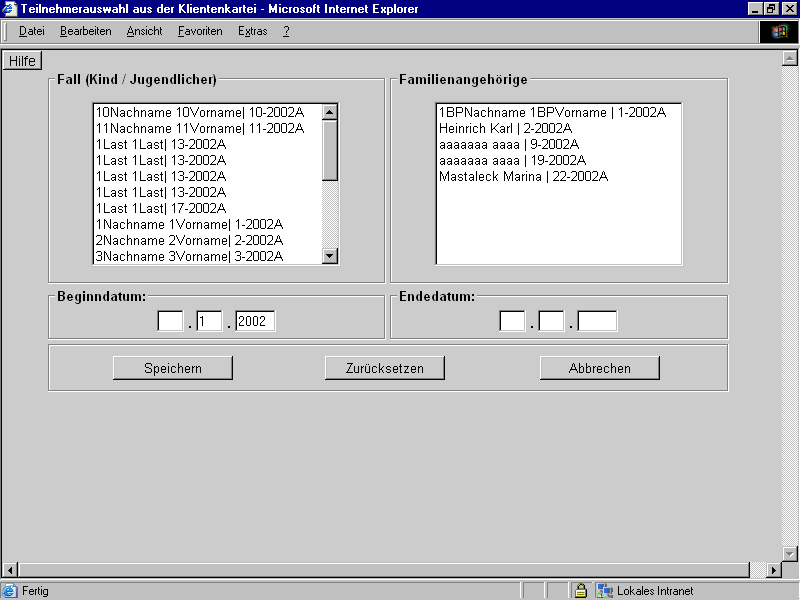 Teilnehmerauswahl aus der Klientenkartei - Microsoft Internet Explorer
Datei Bearbeiten Ansicht Favoriten Extras ?
Hilfe
Fall (Kind / Jugendlicher)
10Nachname 10Vorname| 10-2002A
11Nachname 11Vorname| 11-2002A
1Last 1Last| 13-2002A
1Last 1Last| 13-2002A
1Last 1Last| 13-2002A
1Last 1Last| 13-2002A
1Last 1Last| 17-2002A
1Nachname 1Vorname| 1-2002A
2Nachname 2Vorname| 2-2002A
3Nachname 3Vorname| 3-2002A
Familienangehörige
1BPNachname 1BPVorname | 1-2002A
Heinrich Karl | 2-2002A
aaaaaaa aaaa | 9-2002A
aaaaaaa aaaa | 19-2002A
Mastaleck Marina | 22-2002A
Beginndatum:
. 1 . 2002
Endedatum:
. .
Speichern Zurücksetzen Abbrechen
Fertig Lokales Intranet